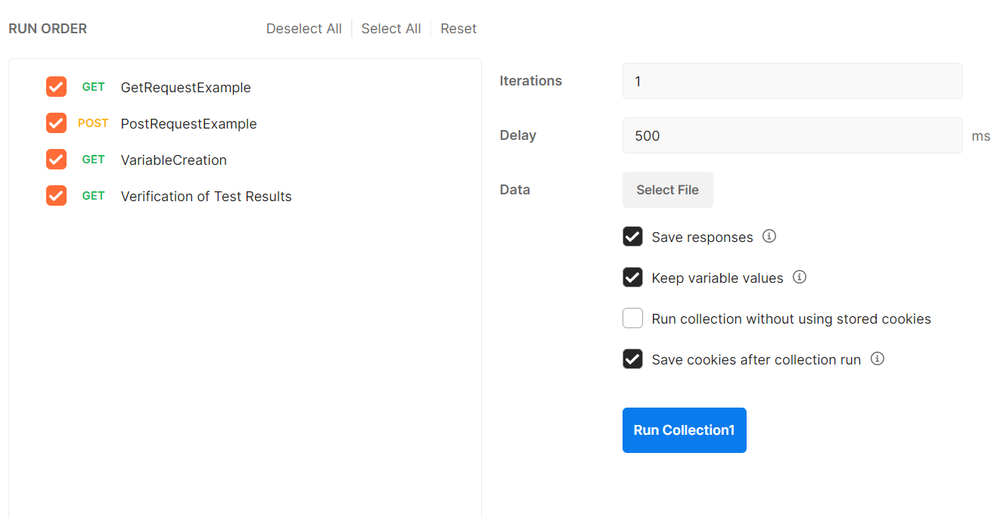 RUN ORDER Deselect All Select All Reset
GET GetRequestExample
POST PostRequestExample
GET VariableCreation
GET Verification of Test Results
Iterations 1
Delay 500 ms
Data Select File
Save responses
Keep variable values
Run collection without using stored cookies
Save cookies after collection run
Run Collection1